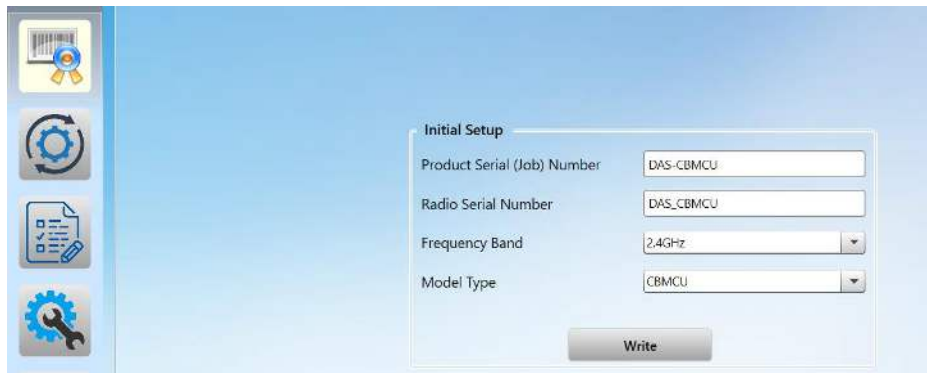 Initial Setup
Product Serial (Job) Number DAS-CBMCU
Radio Serial Number DAS_CBMCU
Frequency Band 2.4GHz
Model Type CBMCU
Write